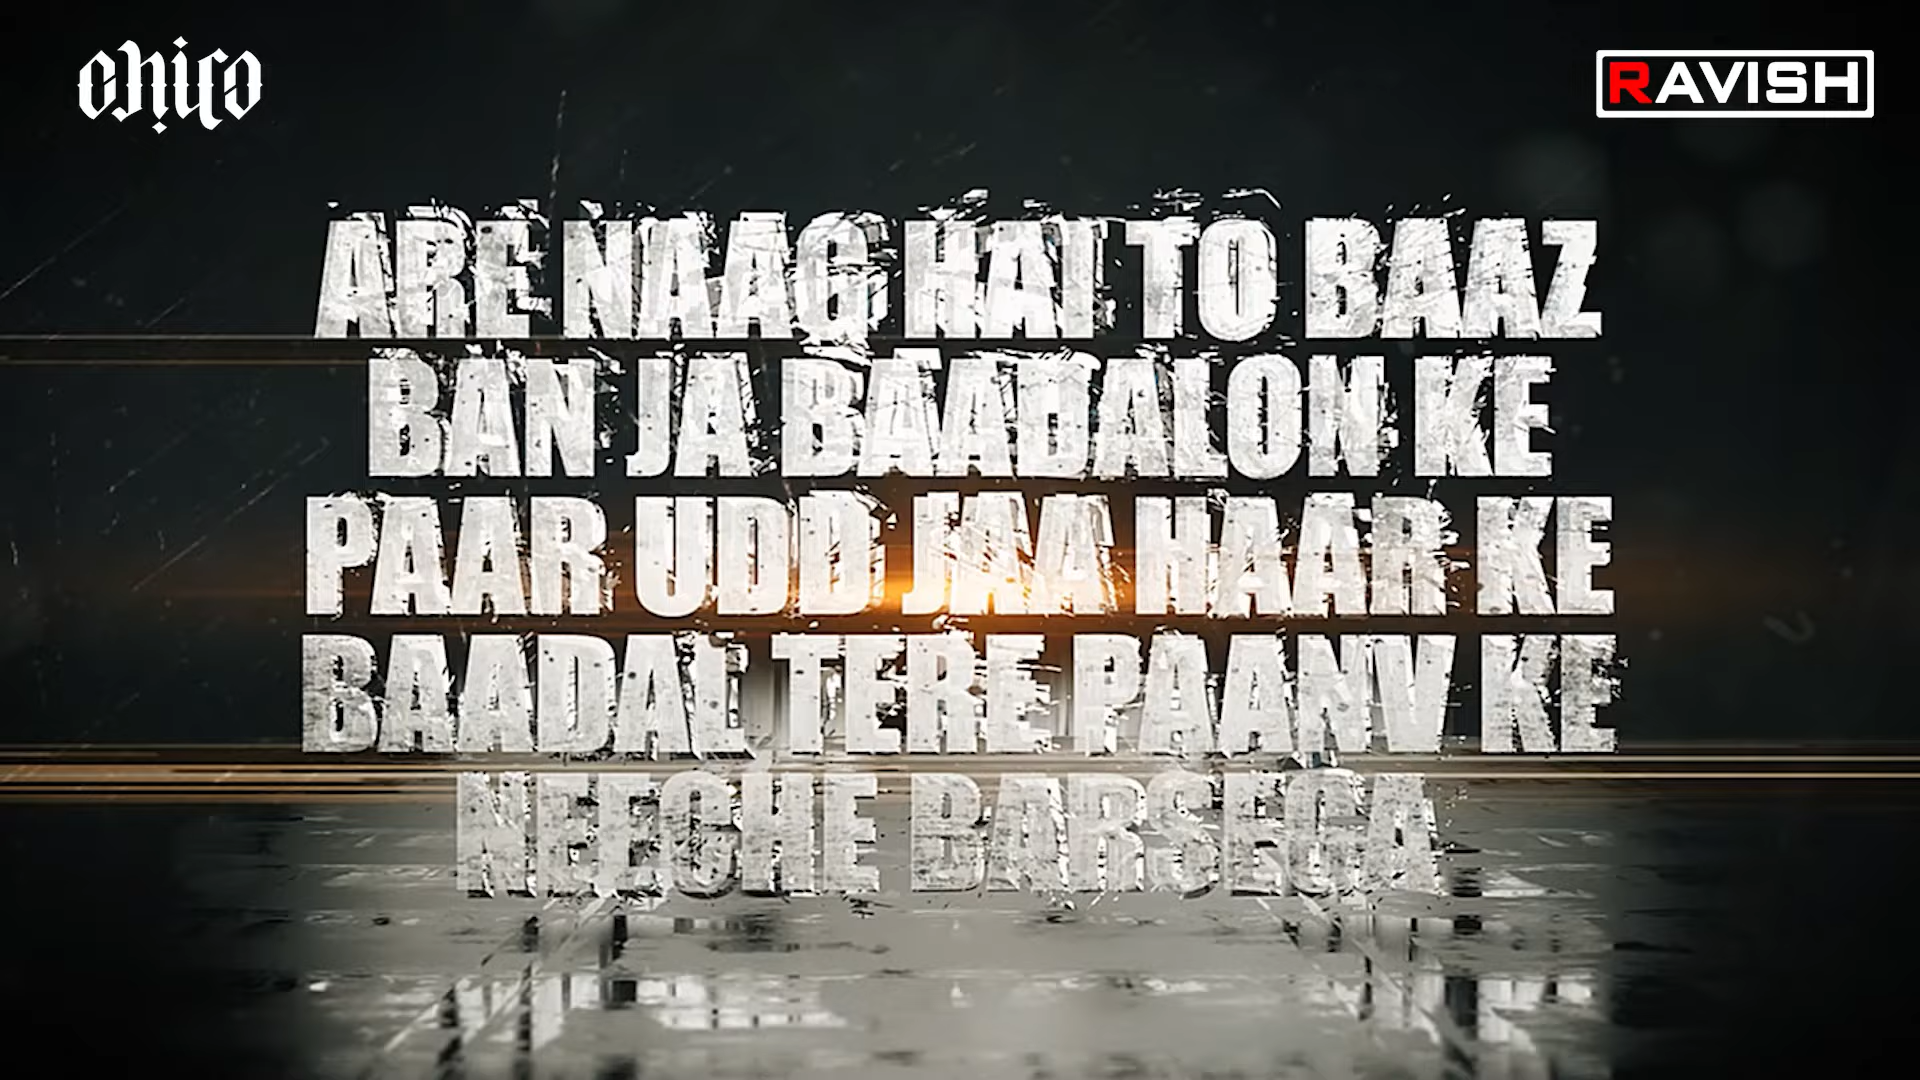 ohico
RAVISH
ARE NAAG HAI TO BAAZ
BAN JA BAADALON KE
PAAR UDD JAA HAAR KE
BAADAL TERE PAANV KE
NEECHE BARSEGA